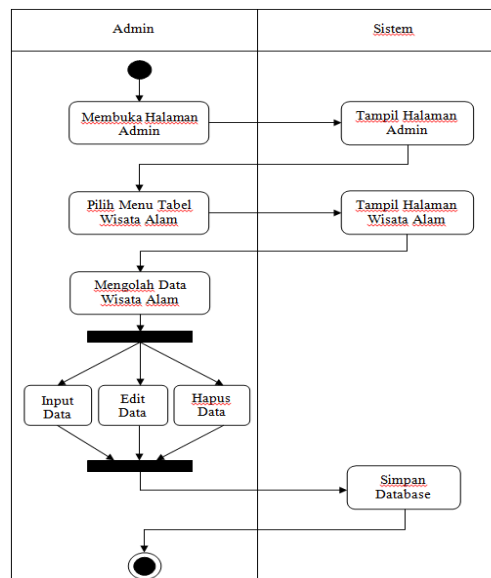 Admin
Sistem
Membuka Halaman
Admin
Tampil Halaman
Admin
Pilih Menu Tabel
Wisata Alam
Tampil Halaman
Wisata Alam
Mengolah Data
Wisata Alam
Input
Data
Edit
Data
Hapus
Data
Simpan
Database